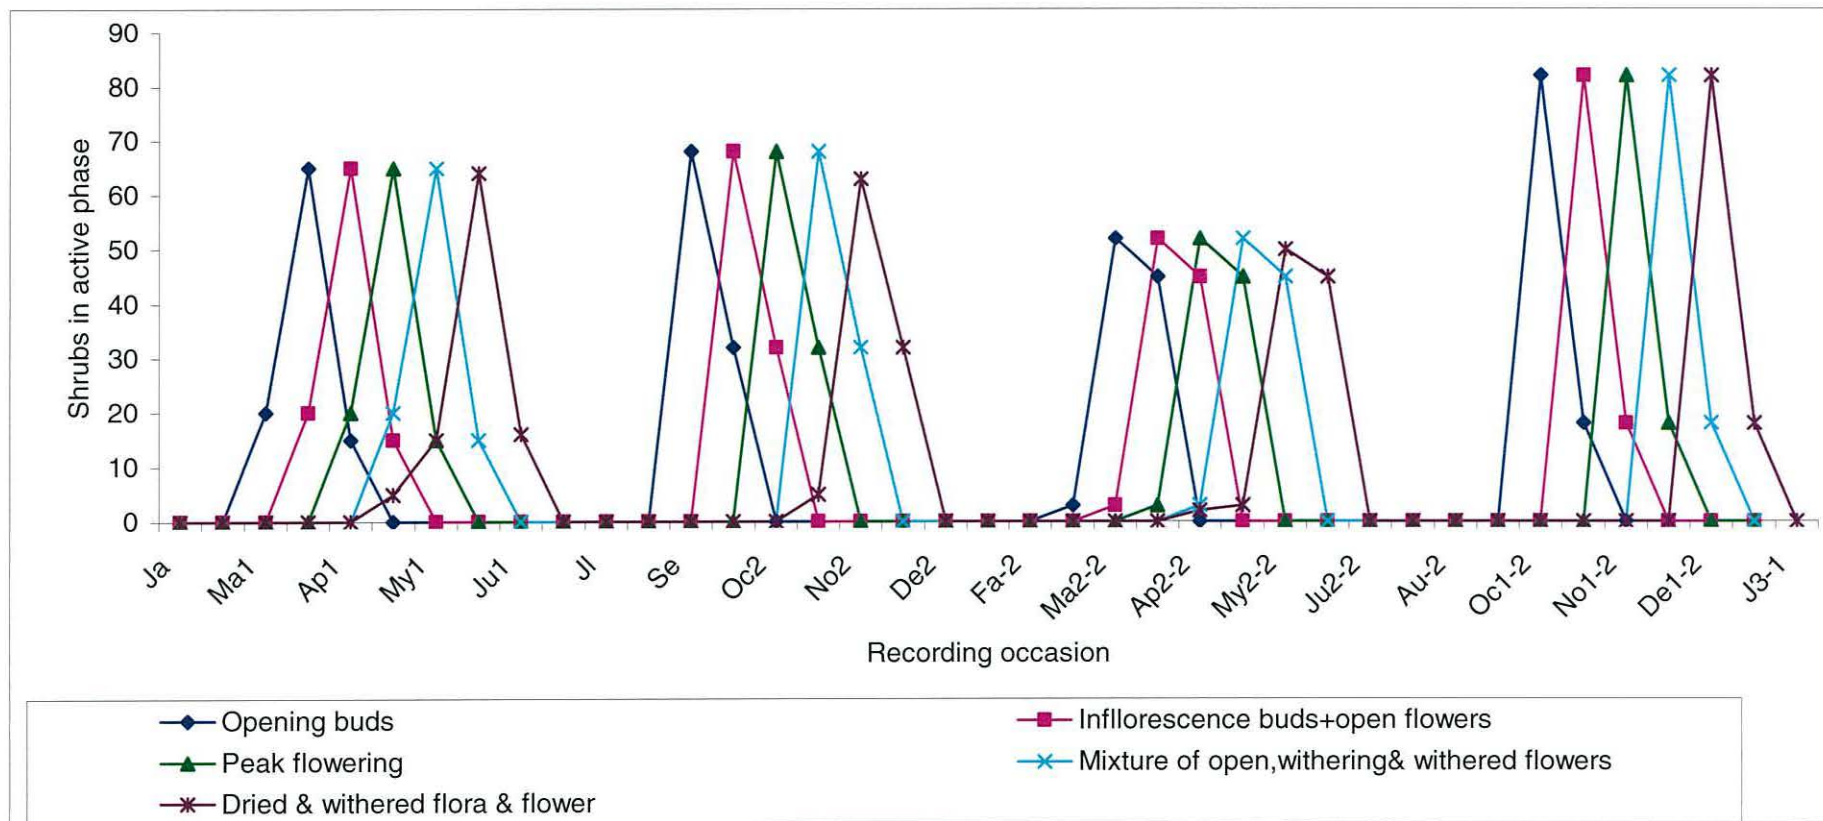 90
80
70
60
50
40
30
20
10
0
Shrubs in active phase
Ja Ma1 Ap1 My1 Ju1 Jl Se Oc2 No2 De2 Fa-2 Ma2-2 Ap2-2 My2-2 Ju2-2 Au-2 Oc1-2 No1-2 De1-2 J3-1
Recording occasion
Opening buds
Infllorescence buds+open flowers
Peak flowering
Mixture of open,withering& withered flowers
Dried & withered flora & flower